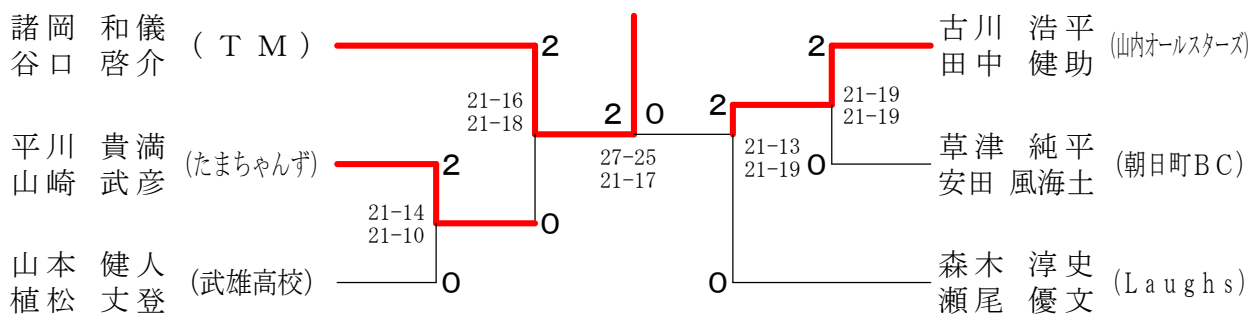 諸岡 和儀
谷口 啓介
(TM)
2
21-16
21-18
平川 貴満
山崎 武彦
(たまちゃんず)
2
21-14
21-10
0
山本 健人
植松 丈登
(武雄高校)
0
2 0
27-25
21-17
古川 浩平
田中 健助
(山内オールスターズ)
2
21-19
21-19
2
21-13
21-19
草津 純平
安田 風海土
(朝日町BC)
0
森木 淳史
瀬尾 優文
(Laughs)
0